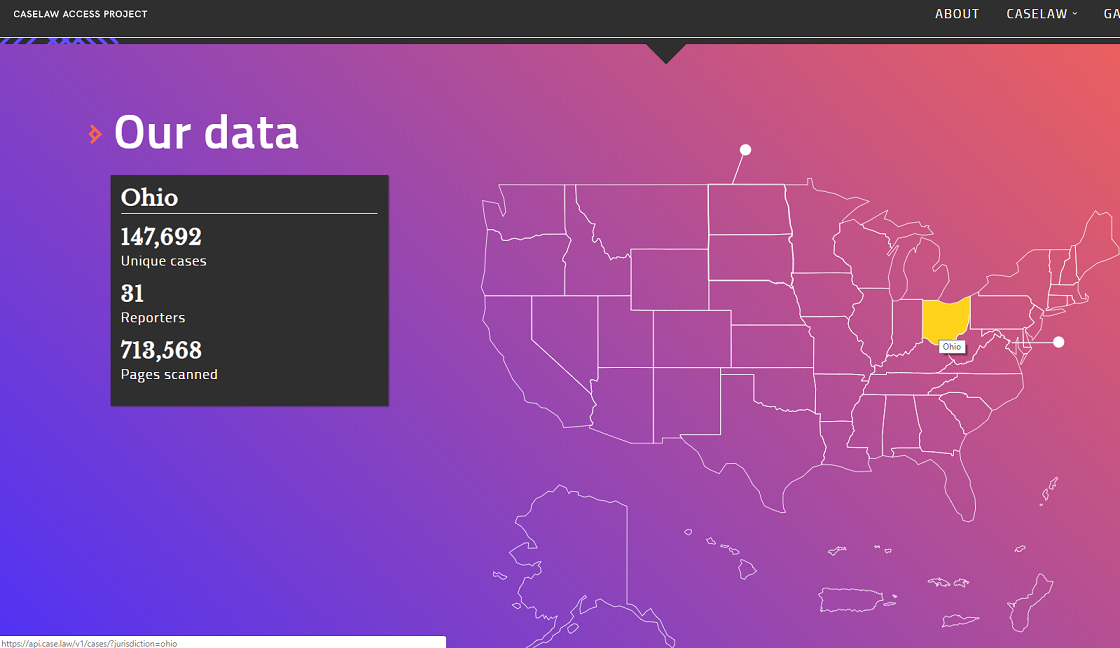 CASELAW ACCESS PROJECT
ABOUT CASELAW GA
Our data
Ohio
147,692
Unique cases
31
Reporters
713,568
Pages scanned
Ohio
https://api.case.law/v1/cases/?jurisdiction=ohio